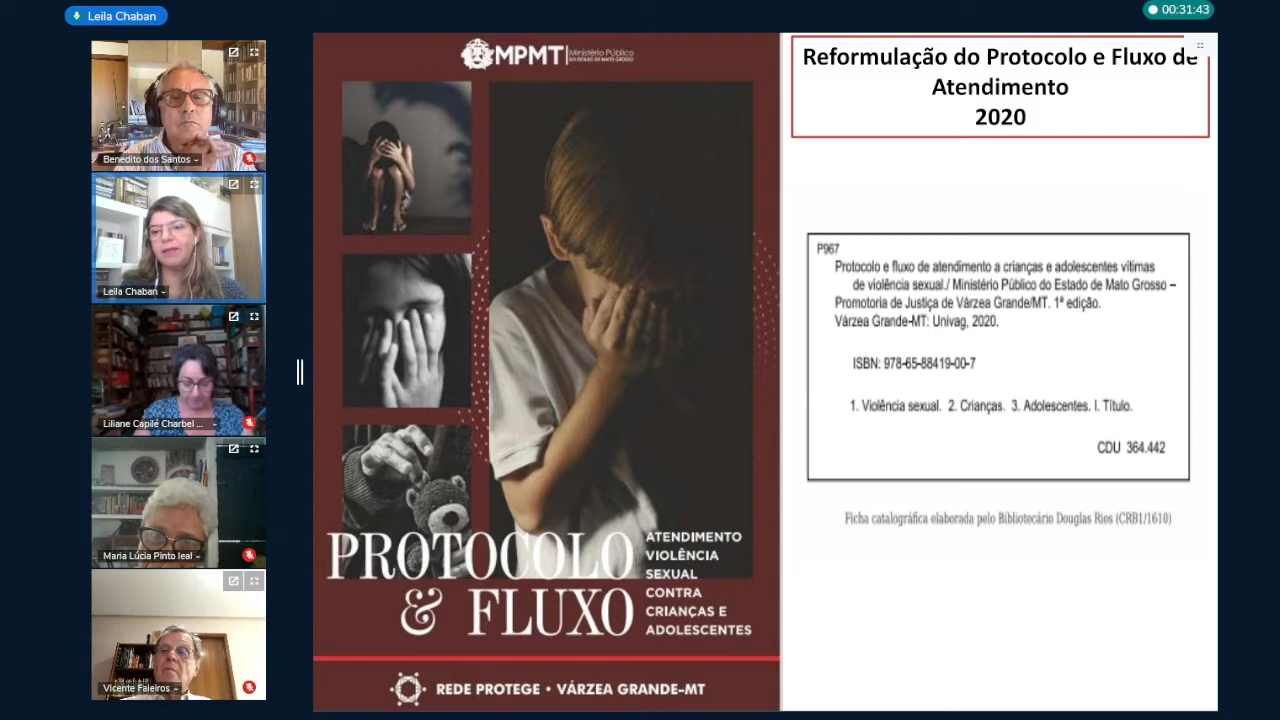 Leila Chaban
00:31:43
Benedito dos Santos
Leila Chaban
Liliane Capilé Charbel ...
Maria Lúcia Pinto leal
Vicente Faleiros
MPMT Ministério Público
DO ESTADO DE MATO GROSSO
PROTOCOLO
& FLUXO
ATENDIMENTO
VIOLÊNCIA
SEXUAL
CONTRA
CRIANÇAS E
ADOLESCENTES
REDE PROTEGE • VÁRZEA GRANDE-MT
Reformulação do Protocolo e Fluxo de
Atendimento
2020
P967
Protocolo e fluxo de atendimento a crianças e adolescentes vítimas
de violência sexual./ Ministério Público do Estado de Mato Grosso –
Promotoria de Justiça de Várzea Grande/MT. 1ª edição.
Várzea Grande-MT: Univag, 2020.
ISBN: 978-65-88419-00-7
1. Violência sexual. 2. Crianças. 3. Adolescentes. I. Título.
CDU 364.442
Ficha catalográfica elaborada pelo Bibliotecário Douglas Rios (CRB1/1610)